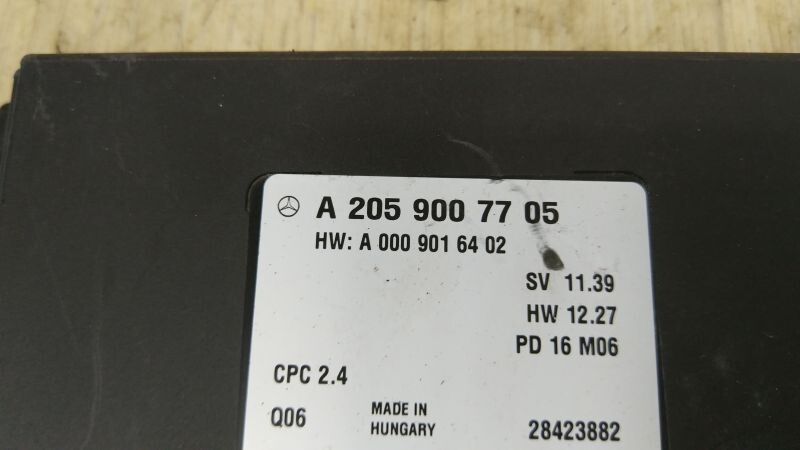 A 205 900 77 05
HW: A 000 901 64 02
SV 11.39
HW 12.27
PD 16 M06
CPC 2.4
Q06
MADE IN
HUNGARY
28423882